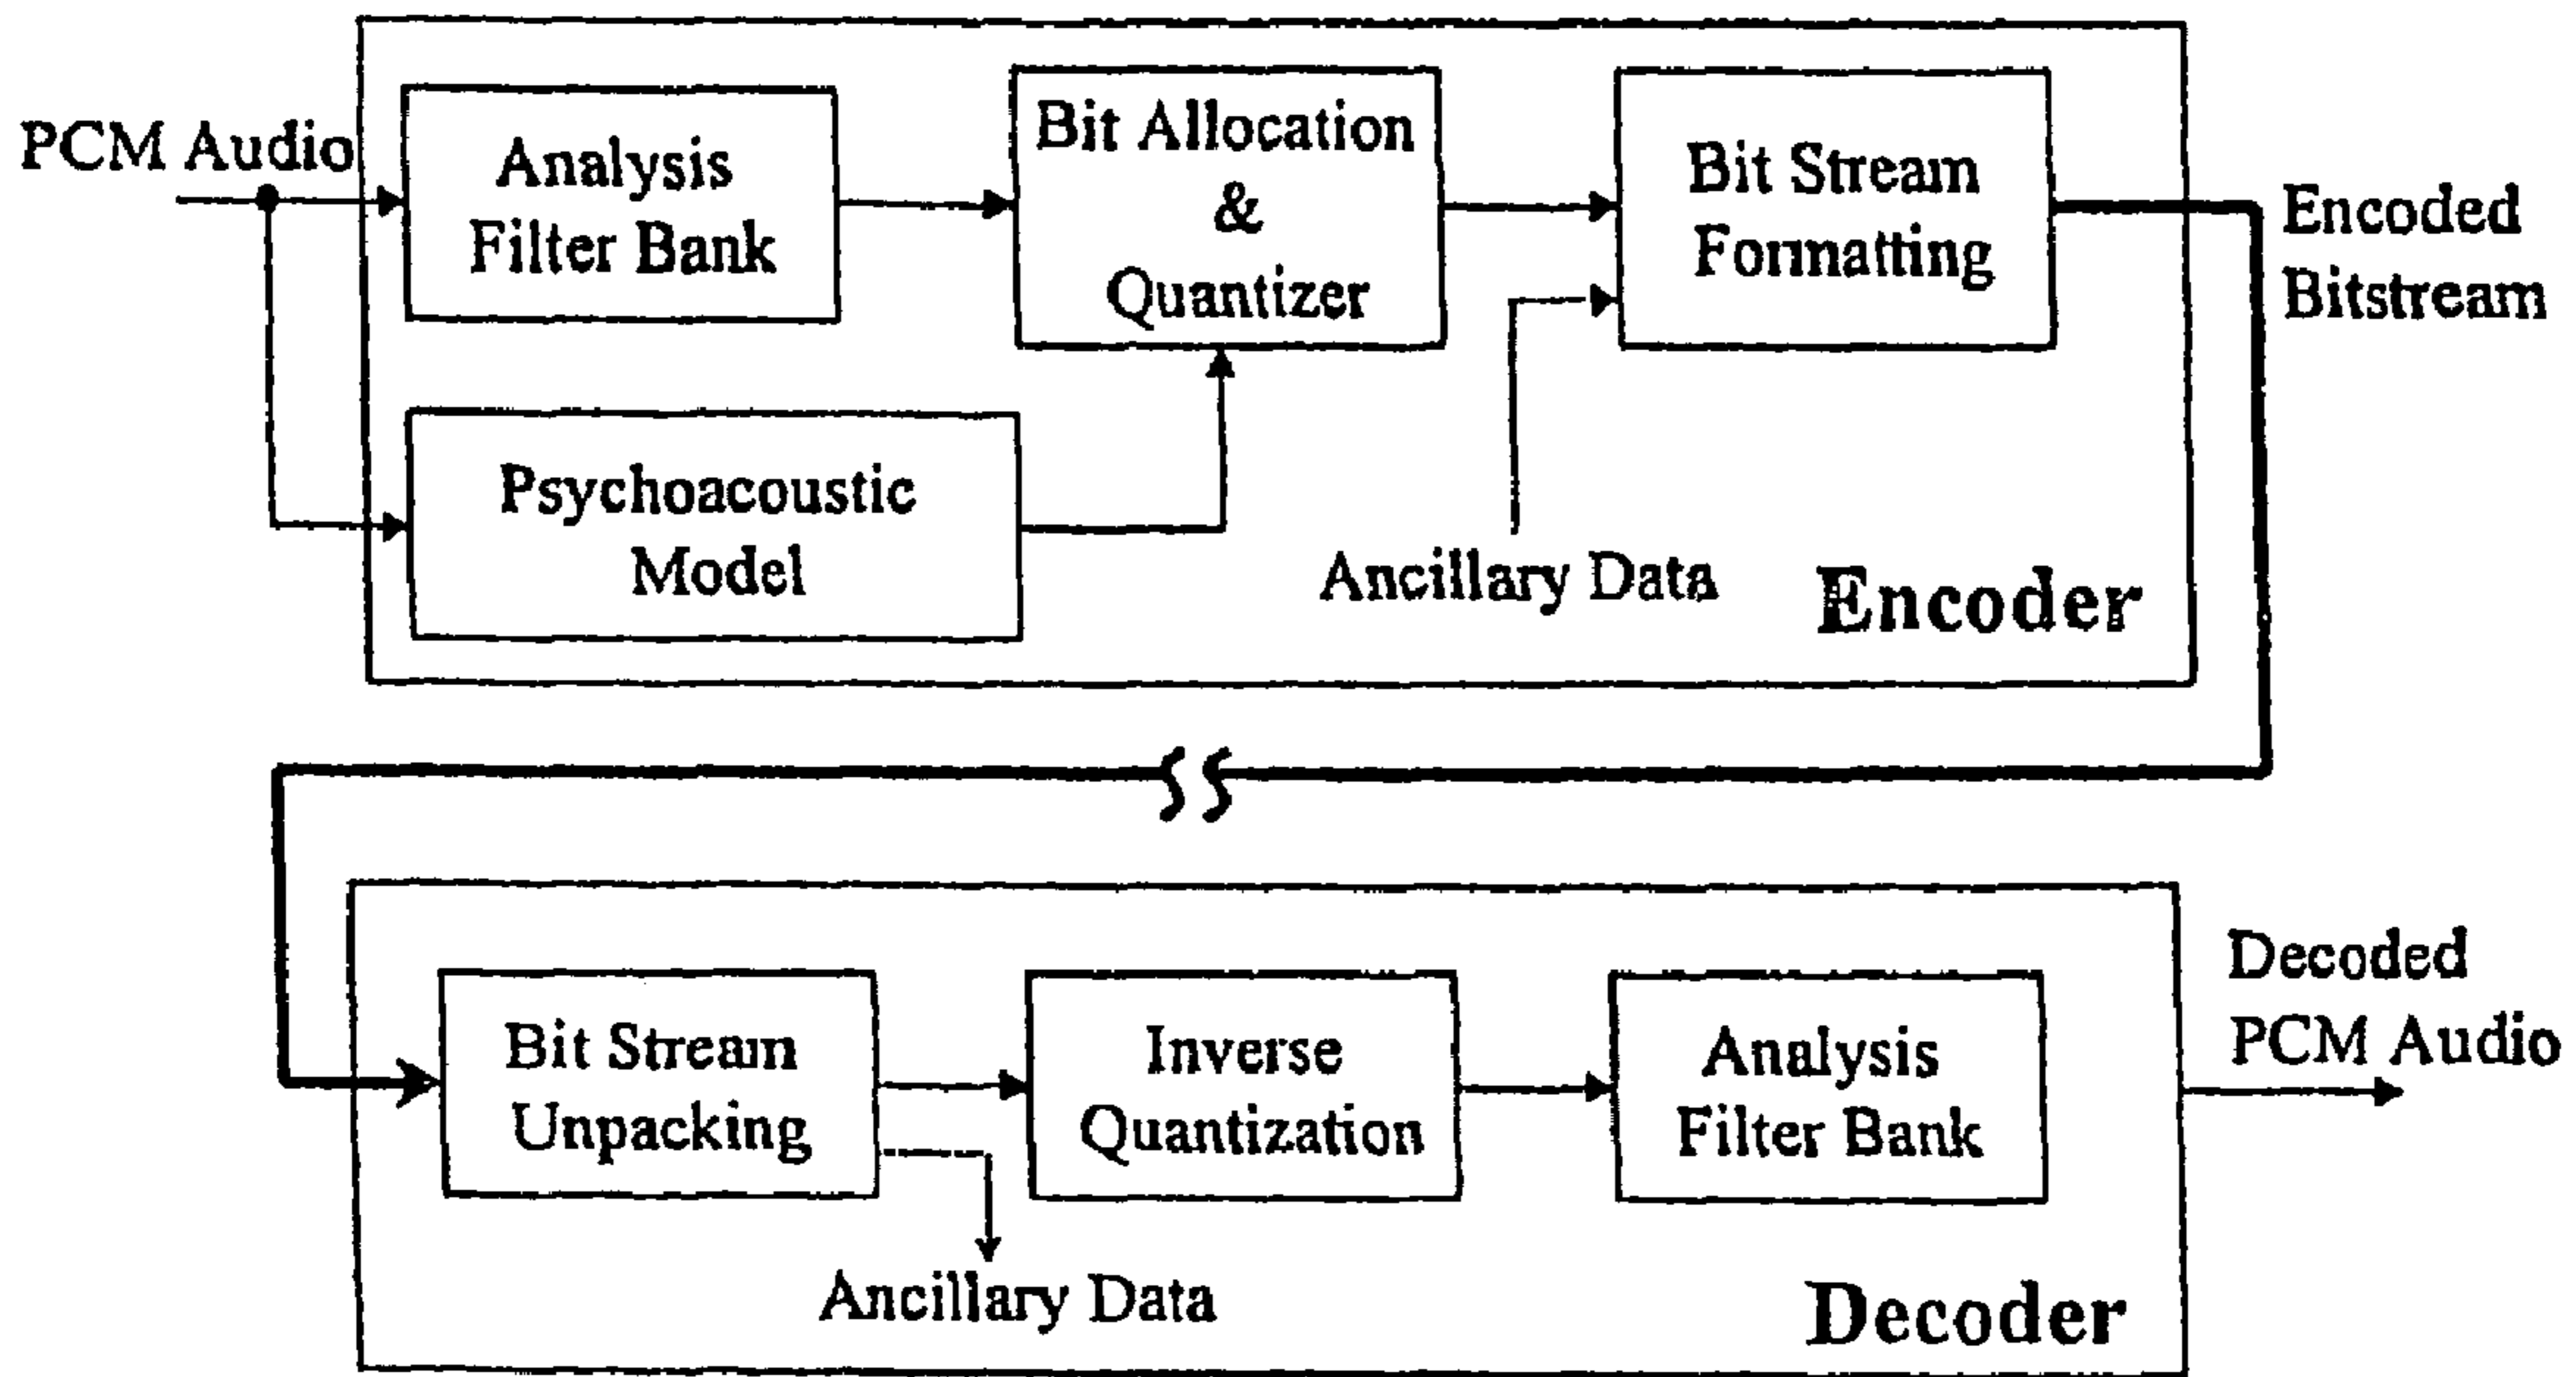 PCM Audio
Analysis
Filter Bank
Bit Allocation
&
Quantizer
Bit Stream
Formatting
Encoded
Bitstream
Psychoacoustic
Model
Ancillary Data
Encoder
Bit Stream
Unpacking
Inverse
Quantization
Analysis
Filter Bank
Decoded
PCM Audio
Ancillary Data
Decoder